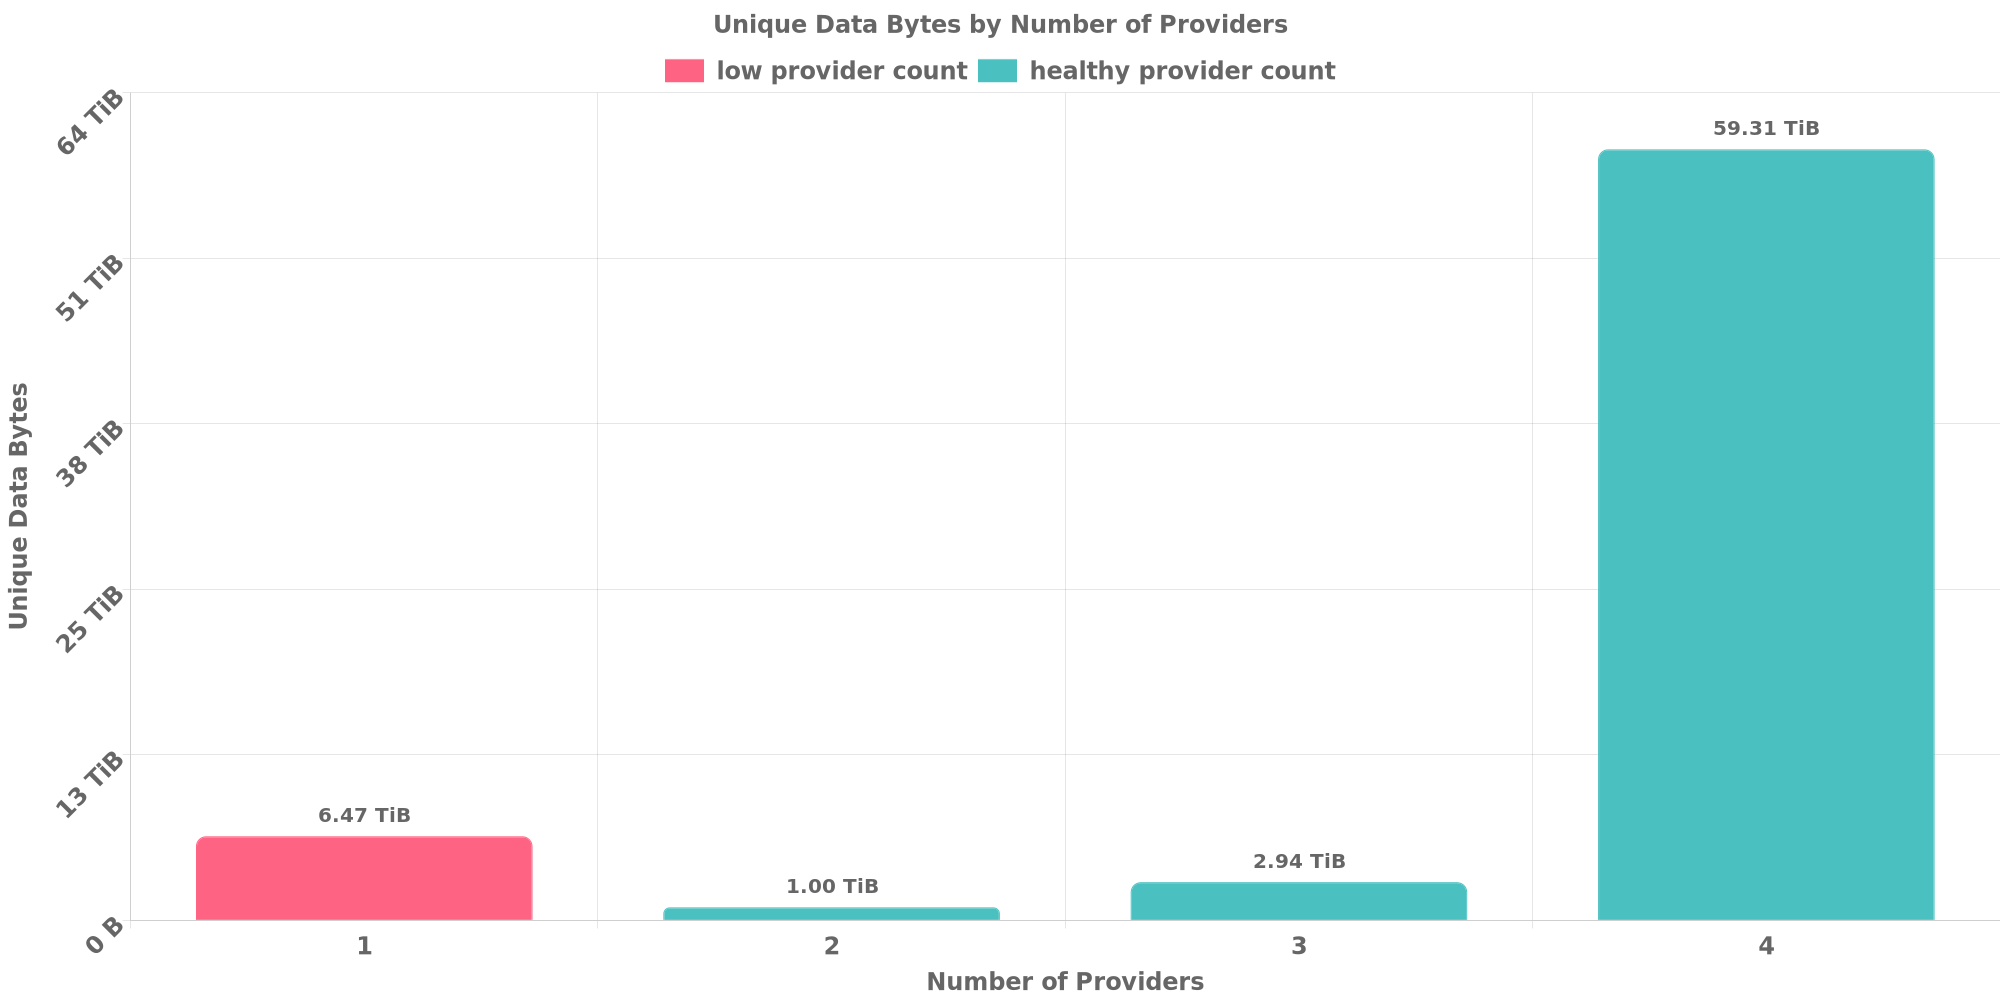 Unique Data Bytes by Number of Providers
low provider count healthy provider count
64 TiB
51 TiB
38 TiB
25 TiB
13 TiB
0 B
Unique Data Bytes
6.47 TiB
1.00 TiB
2.94 TiB
59.31 TiB
1 2 3 4
Number of Providers